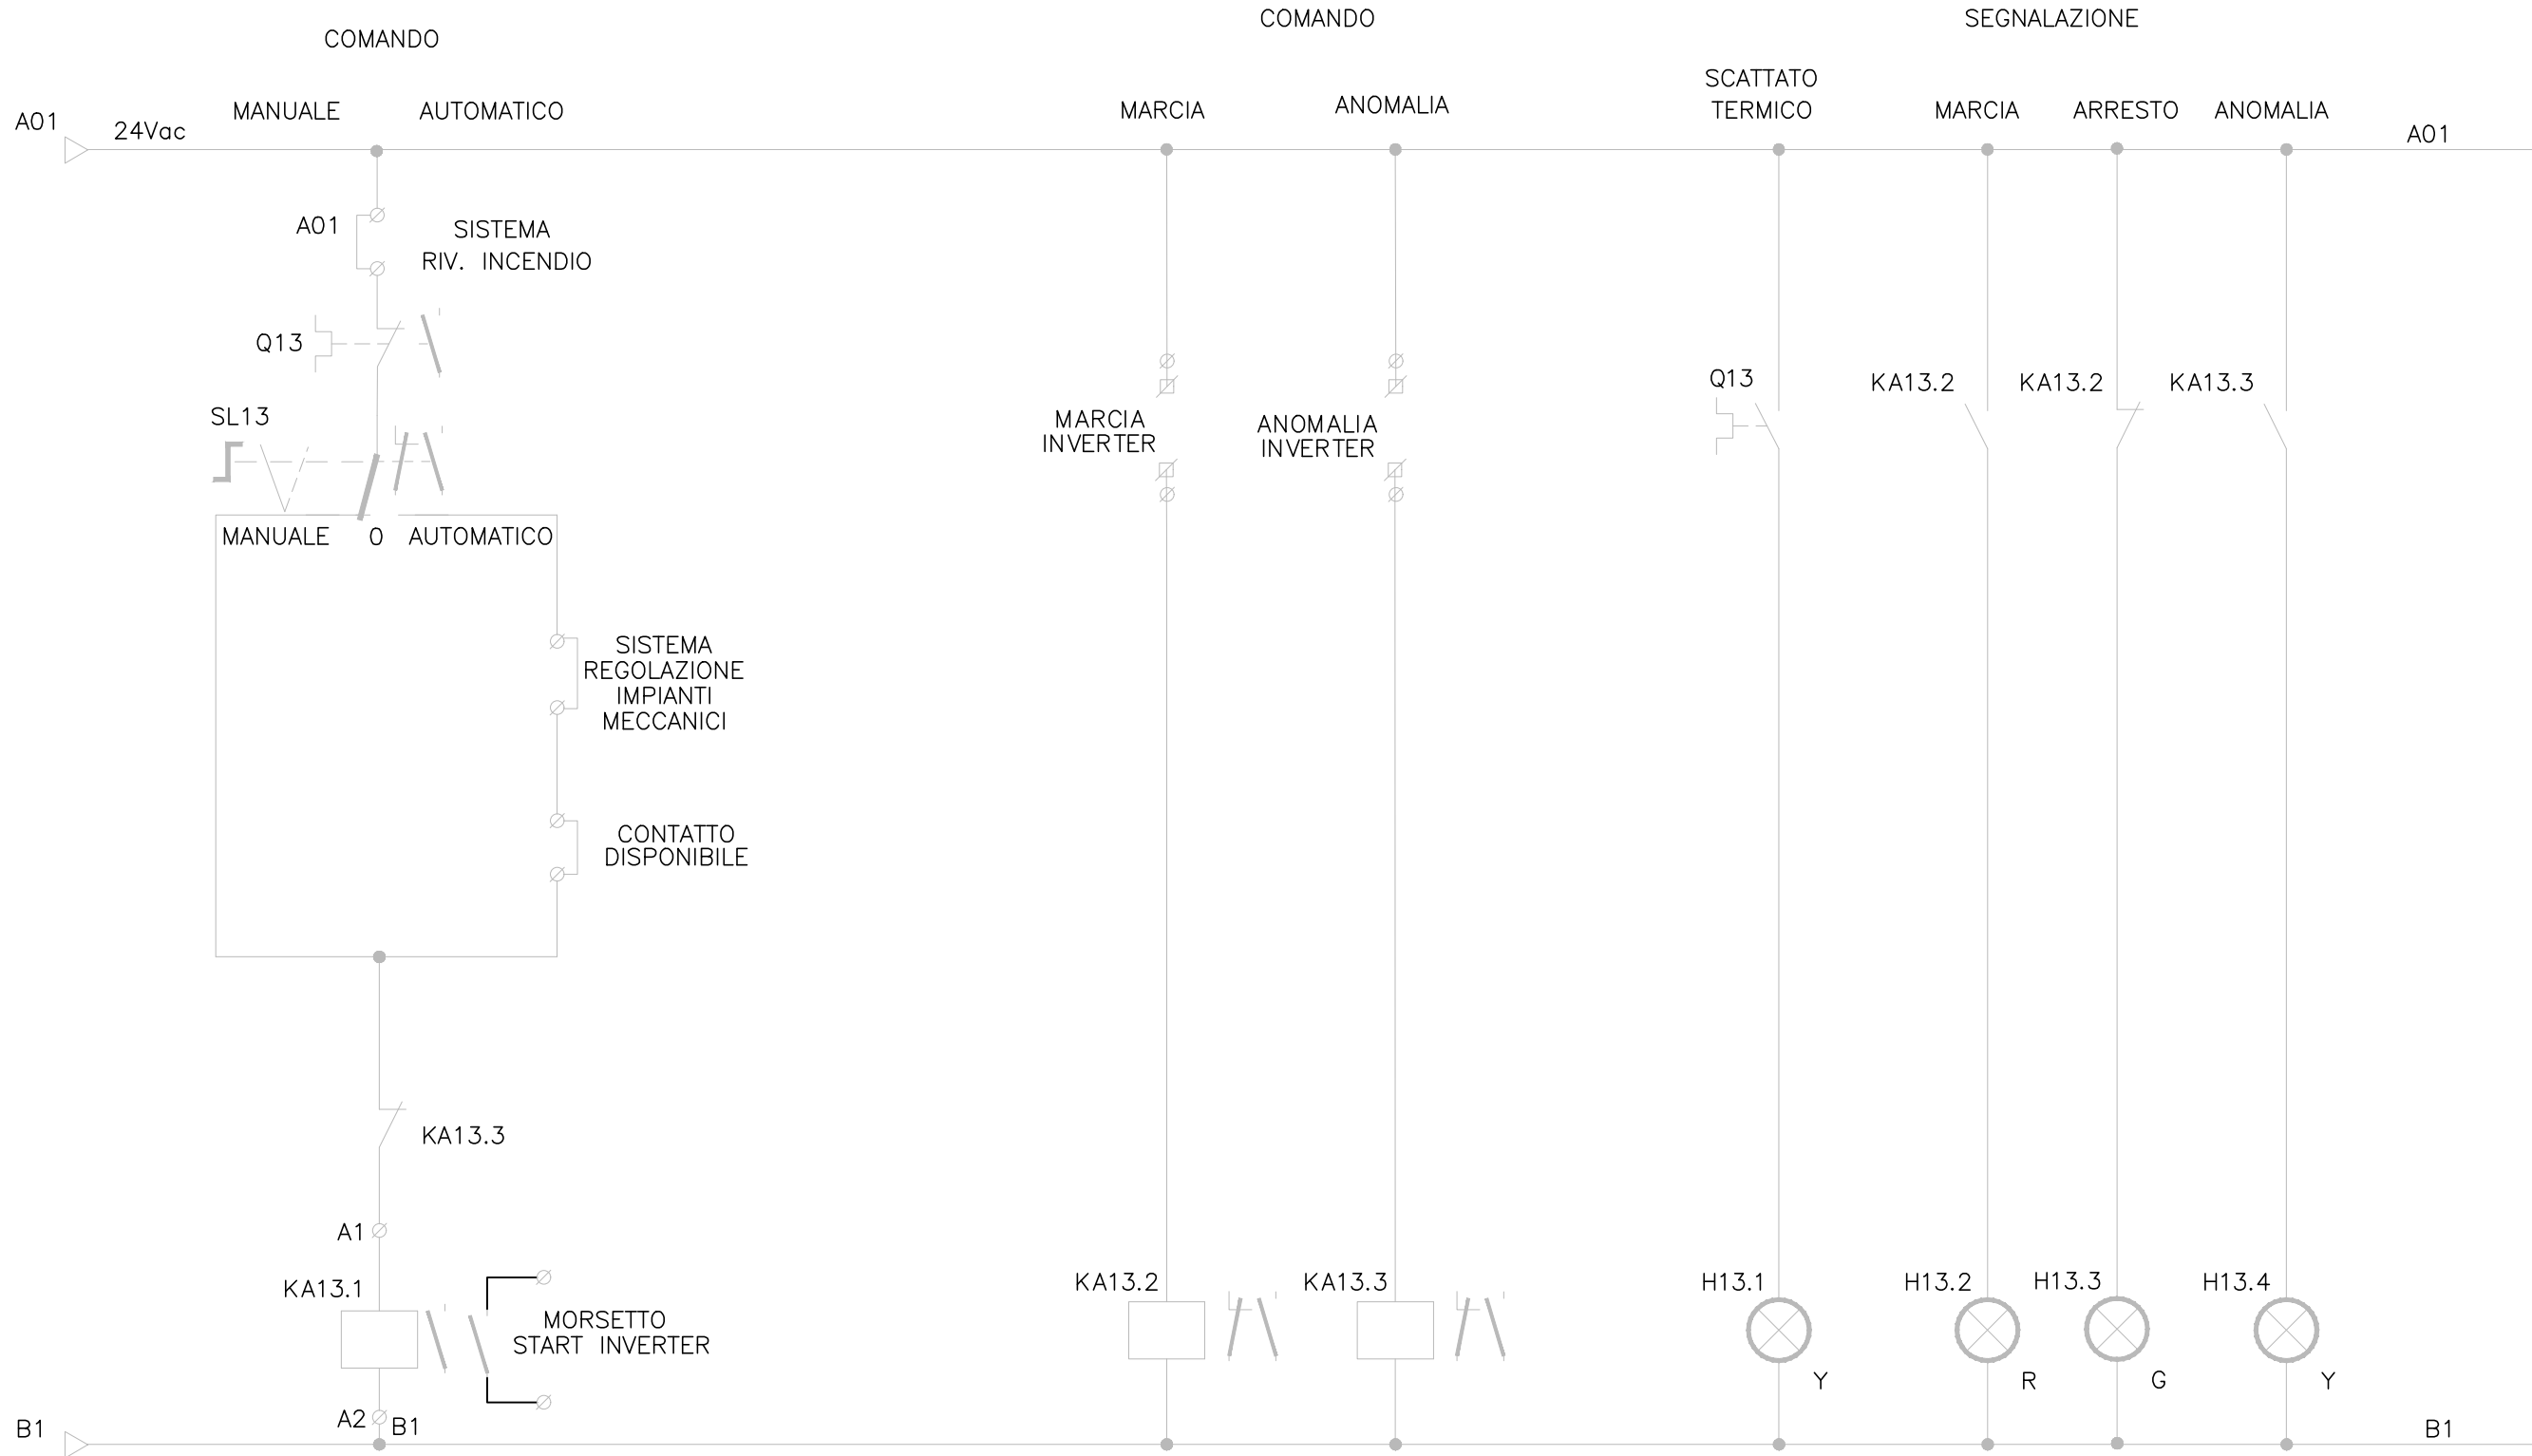 COMANDO
COMANDO
SEGNALAZIONE
MANUALE
AUTOMATICO
MARCIA
ANOMALIA
SCATTATO
TERMICO
MARCIA
ARRESTO
ANOMALIA
A01
24Vac
A01
A01
SISTEMA
RIV. INCENDIO
Q13
SL13
MANUALE
0
AUTOMATICO
SISTEMA
REGOLAZIONE
IMPIANTI
MECCANICI
CONTATTO
DISPONIBILE
KA13.3
A1
KA13.1
MORSETTO
START INVERTER
A2
B1
B1
MARCIA
INVERTER
ANOMALIA
INVERTER
KA13.2
KA13.3
Q13
KA13.2
KA13.2
KA13.3
H13.1
H13.2
H13.3
H13.4
Y
R
G
Y
B1